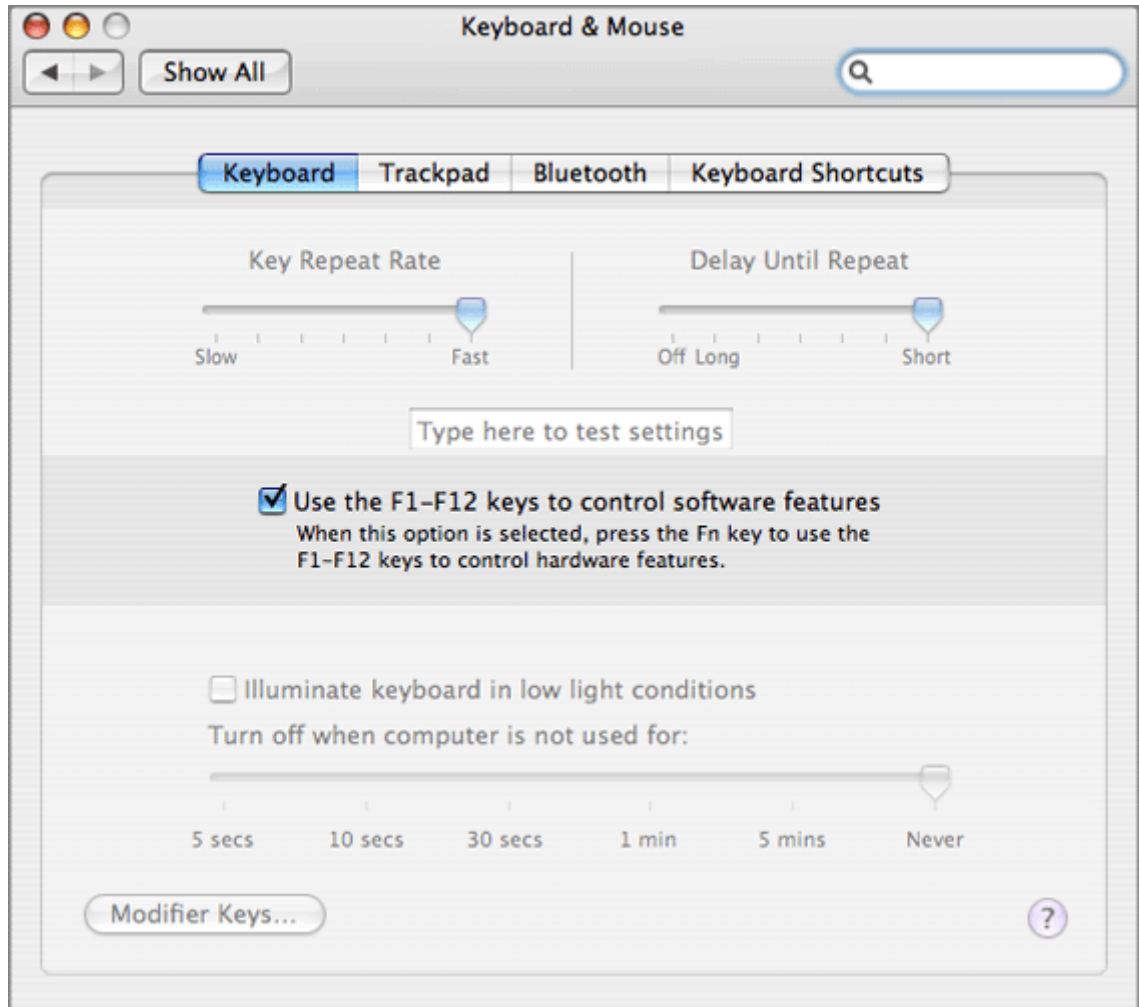 Keyboard & Mouse
Show All
Keyboard Trackpad Bluetooth Keyboard Shortcuts
Key Repeat Rate Delay Until Repeat
Slow Fast Off Long Short
Type here to test settings
Use the F1–F12 keys to control software features
When this option is selected, press the Fn key to use the
F1–F12 keys to control hardware features.
Illuminate keyboard in low light conditions
Turn off when computer is not used for:
5 secs 10 secs 30 secs 1 min 5 mins Never
Modifier Keys...
?